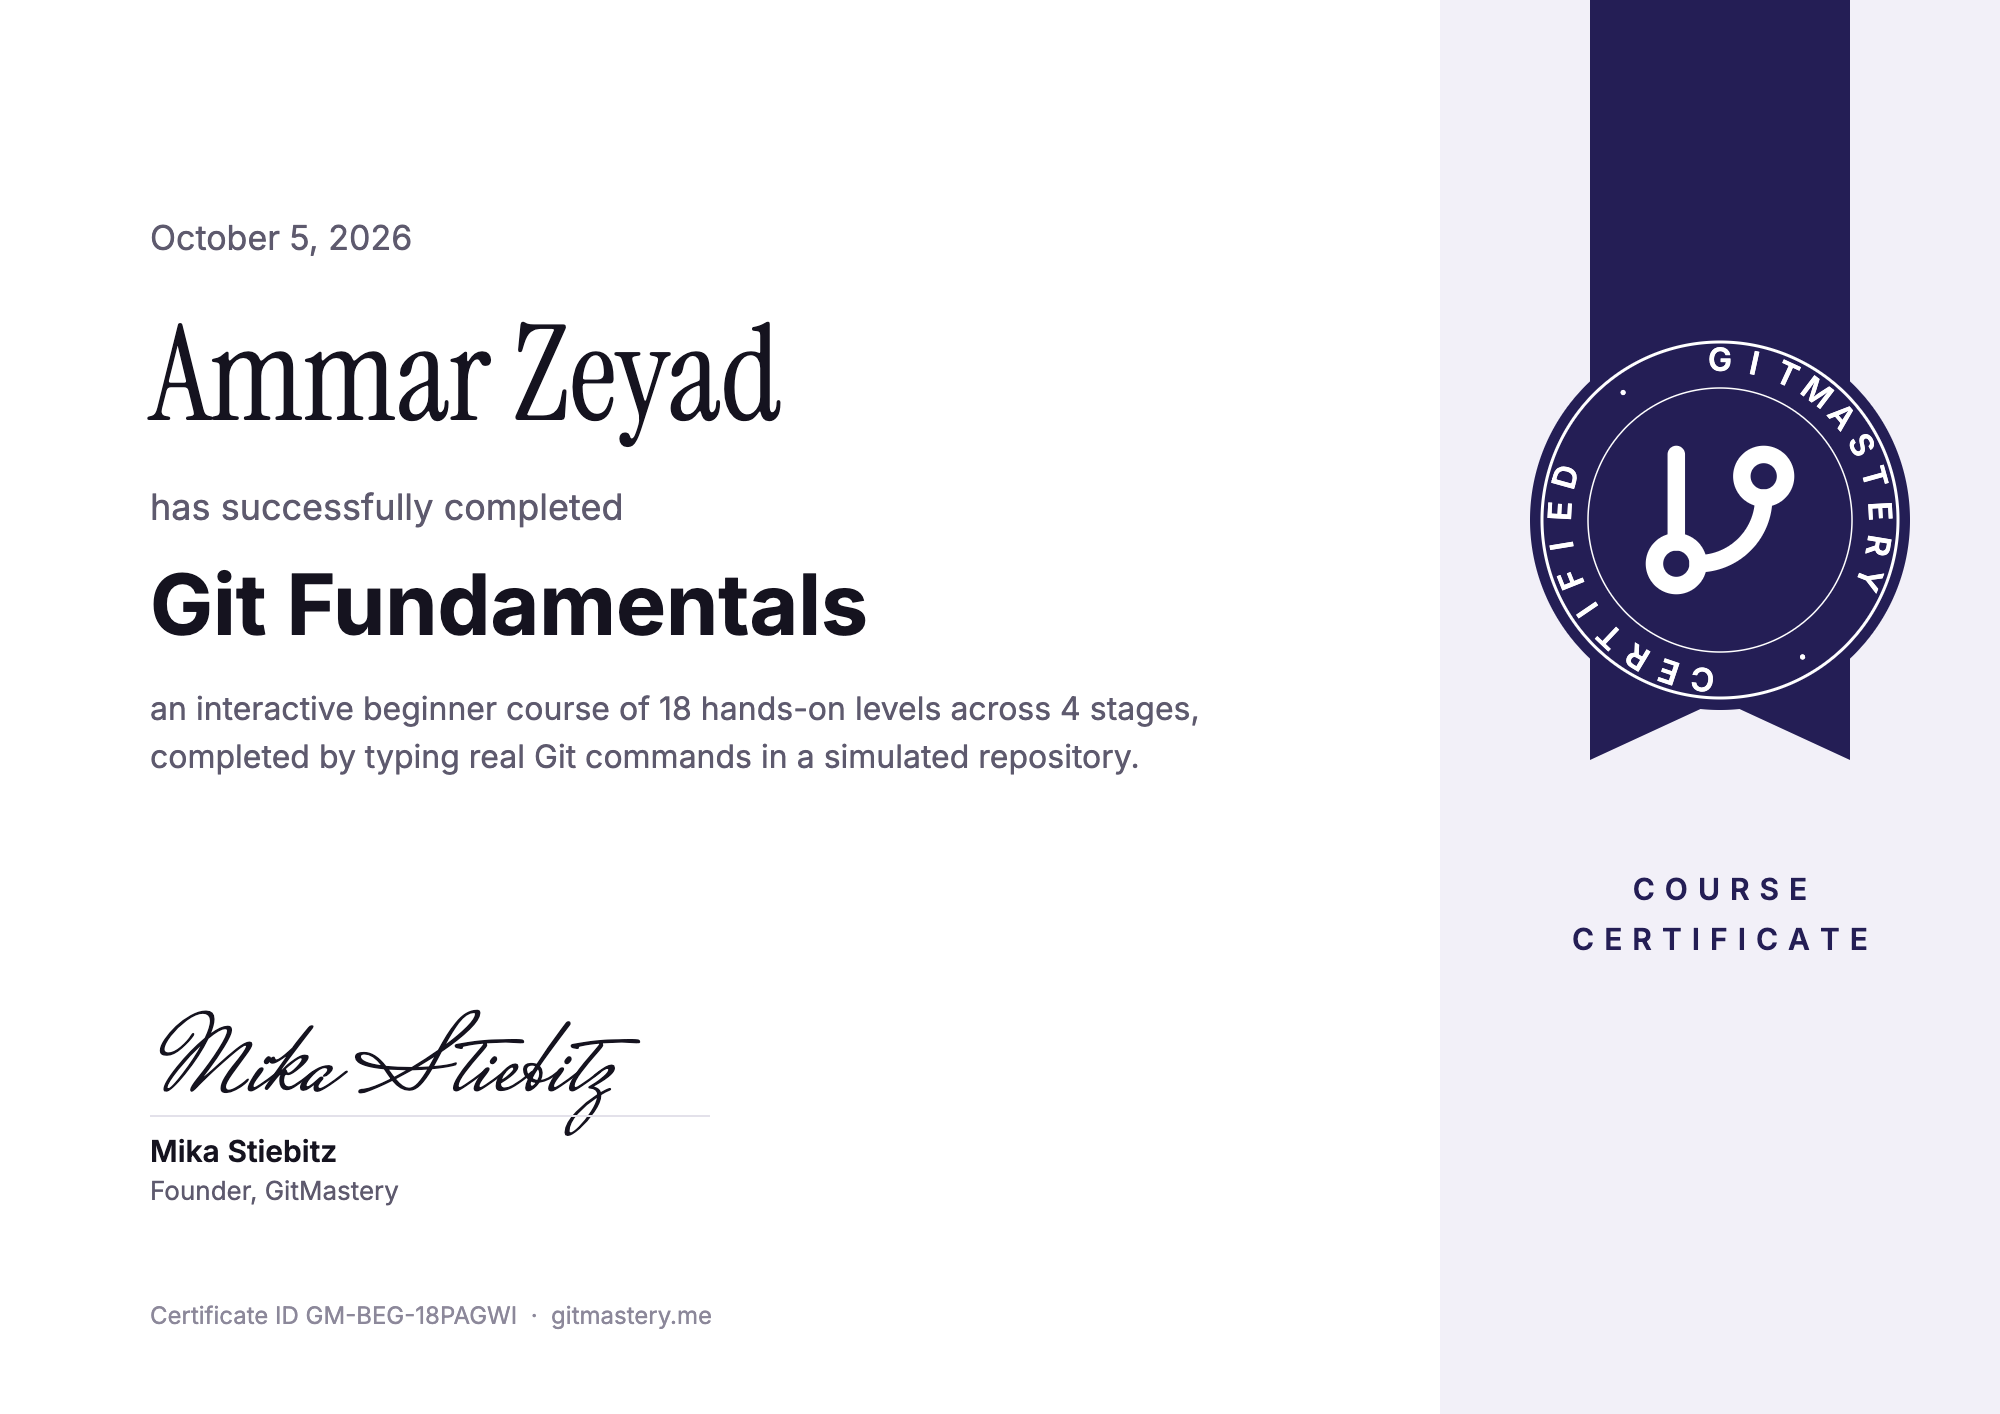 October 5, 2026
Ammar Zeyad
has successfully completed
Git Fundamentals
an interactive beginner course of 18 hands-on levels across 4 stages,
completed by typing real Git commands in a simulated repository.
Mika Stiebitz
Mika Stiebitz
Founder, GitMastery
Certificate ID GM-BEG-18PAGWI · gitmastery.me
GITMASTERY · CERTIFIED ·
COURSE
CERTIFICATE